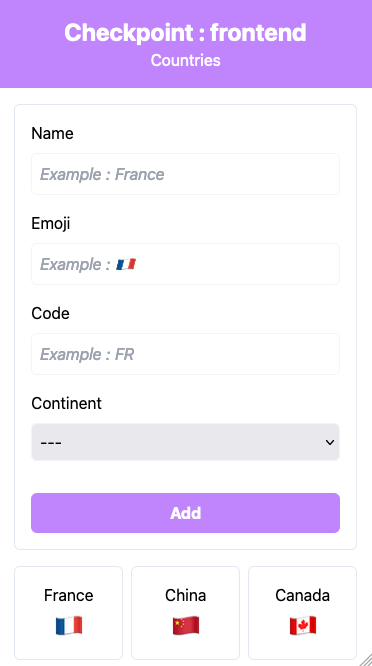 Checkpoint : frontend
Countries
Name
Example : France
Emoji
Example : 🇫🇷
Code
Example : FR
Continent
---
Add
France China Canada
🇫🇷 🇨🇳 🇨🇦